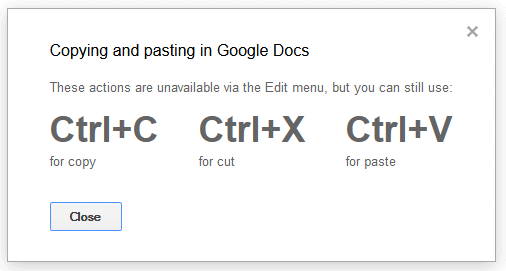 Copying and pasting in Google Docs
These actions are unavailable via the Edit menu, but you can still use:
Ctrl+C Ctrl+X Ctrl+V
for copy for cut for paste
Close